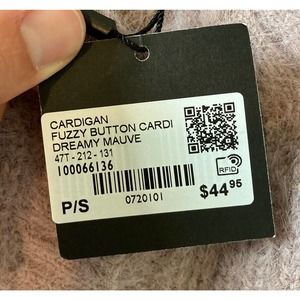 CARDIGAN
FUZZY BUTTON CARDI
DREAMY MAUVE
47T - 212 - 131
100066136
RFID
$44.95
P/S
0720101